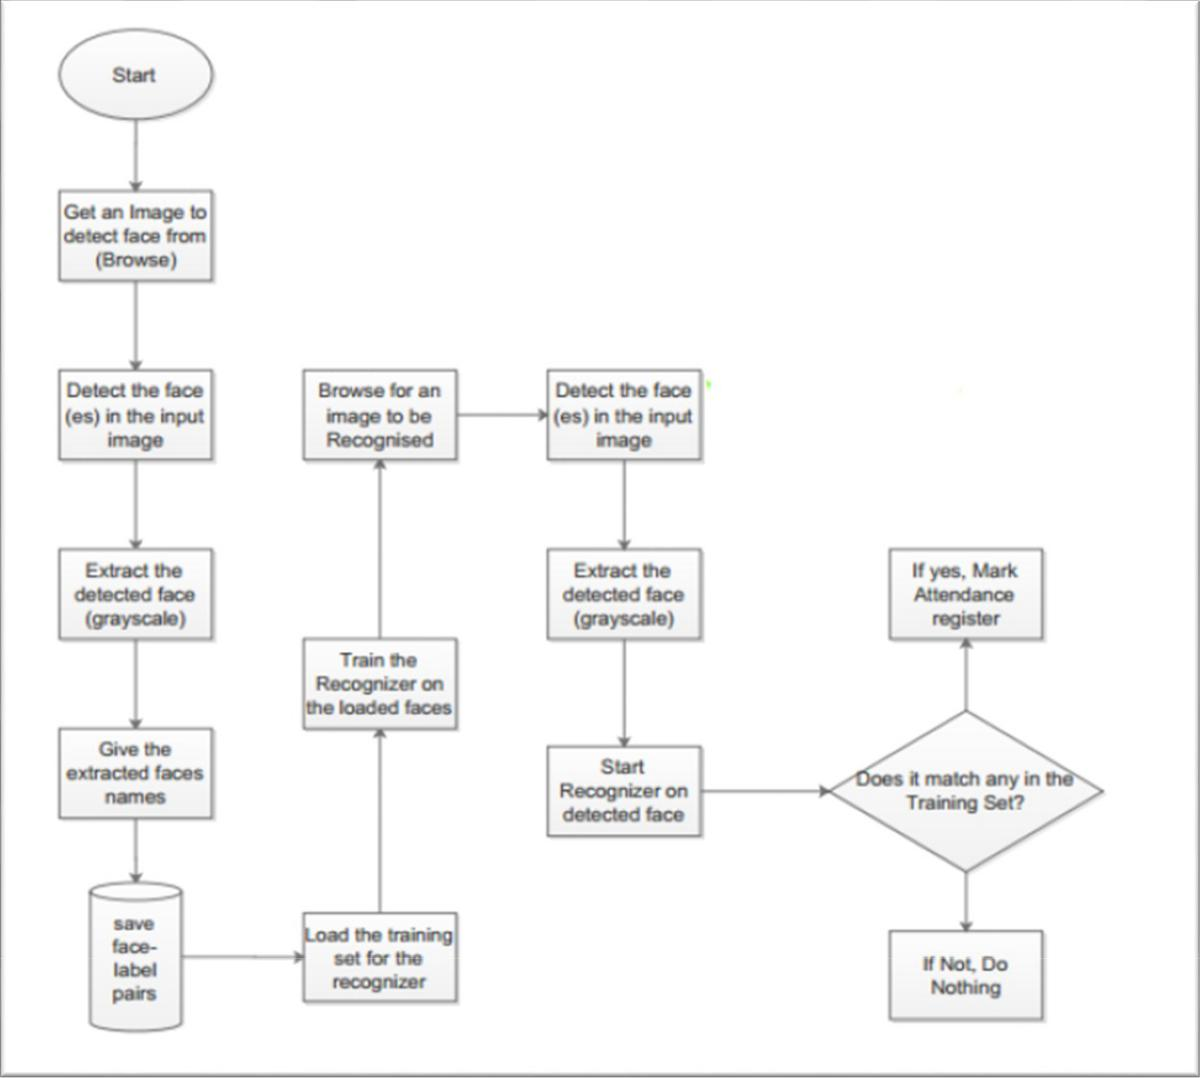 Start
Get an Image to
detect face from
(Browse)
Detect the face
(es) in the input
image
Extract the
detected face
(grayscale)
Give the
extracted faces
names
save
face-
label
pairs
Load the training
set for the
recognizer
Train the
Recognizer on
the loaded faces
Browse for an
image to be
Recognised
Detect the face
(es) in the input
image
Extract the
detected face
(grayscale)
Start
Recognizer on
detected face
Does it match any in the
Training Set?
If yes, Mark
Attendance
register
If Not, Do
Nothing